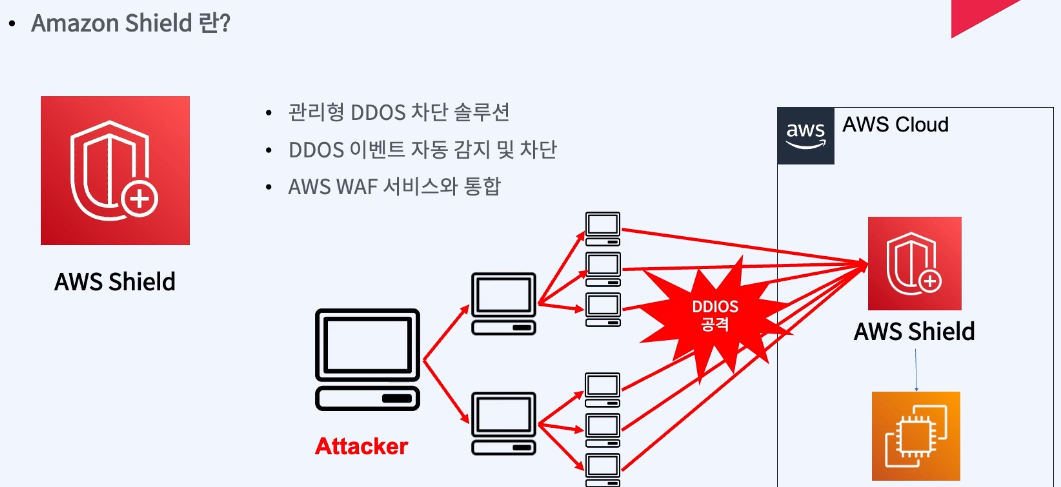 • Amazon Shield 란?
• 관리형 DDOS 차단 솔루션
• DDOS 이벤트 자동 감지 및 차단
• AWS WAF 서비스와 통합
AWS Shield
Attacker
DDIOS
공격
aws
AWS Cloud
AWS Shield